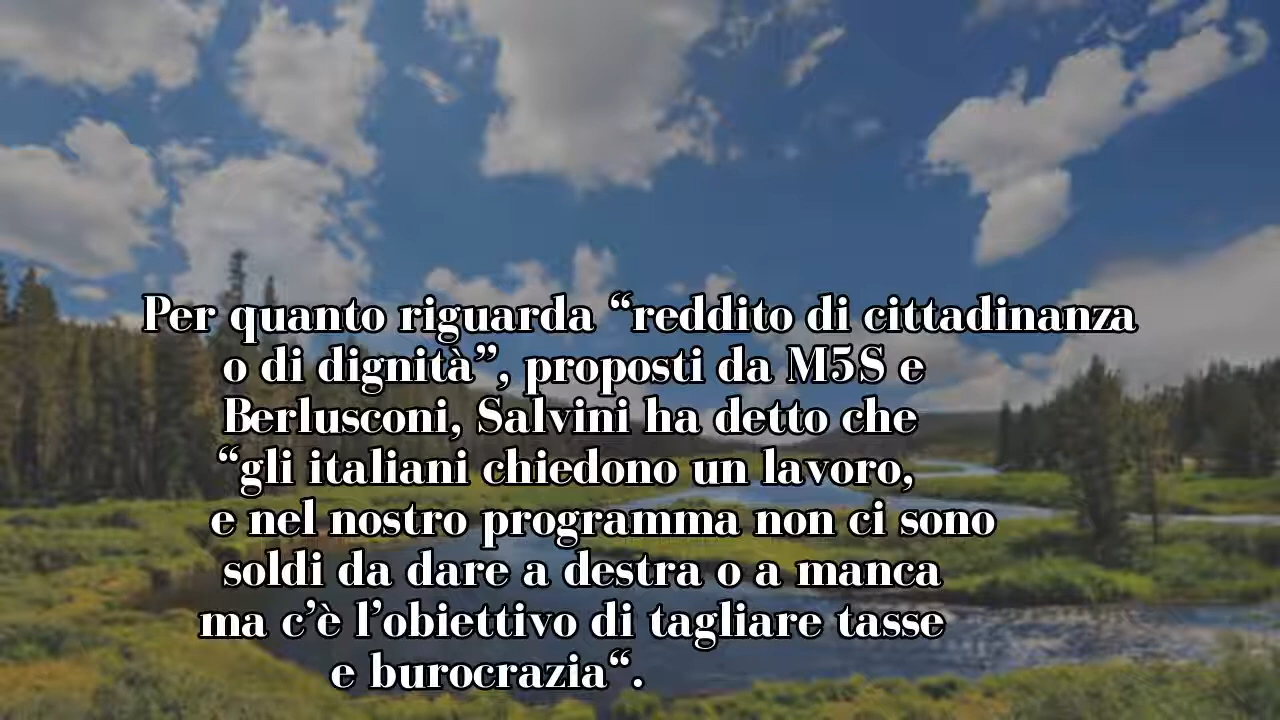 Per quanto riguarda “reddito di cittadinanza
o di dignità”, proposti da M5S e
Berlusconi, Salvini ha detto che
“gli italiani chiedono un lavoro,
e nel nostro programma non ci sono
soldi da dare a destra o a manca
ma c’è l’obiettivo di tagliare tasse
e burocrazia“.